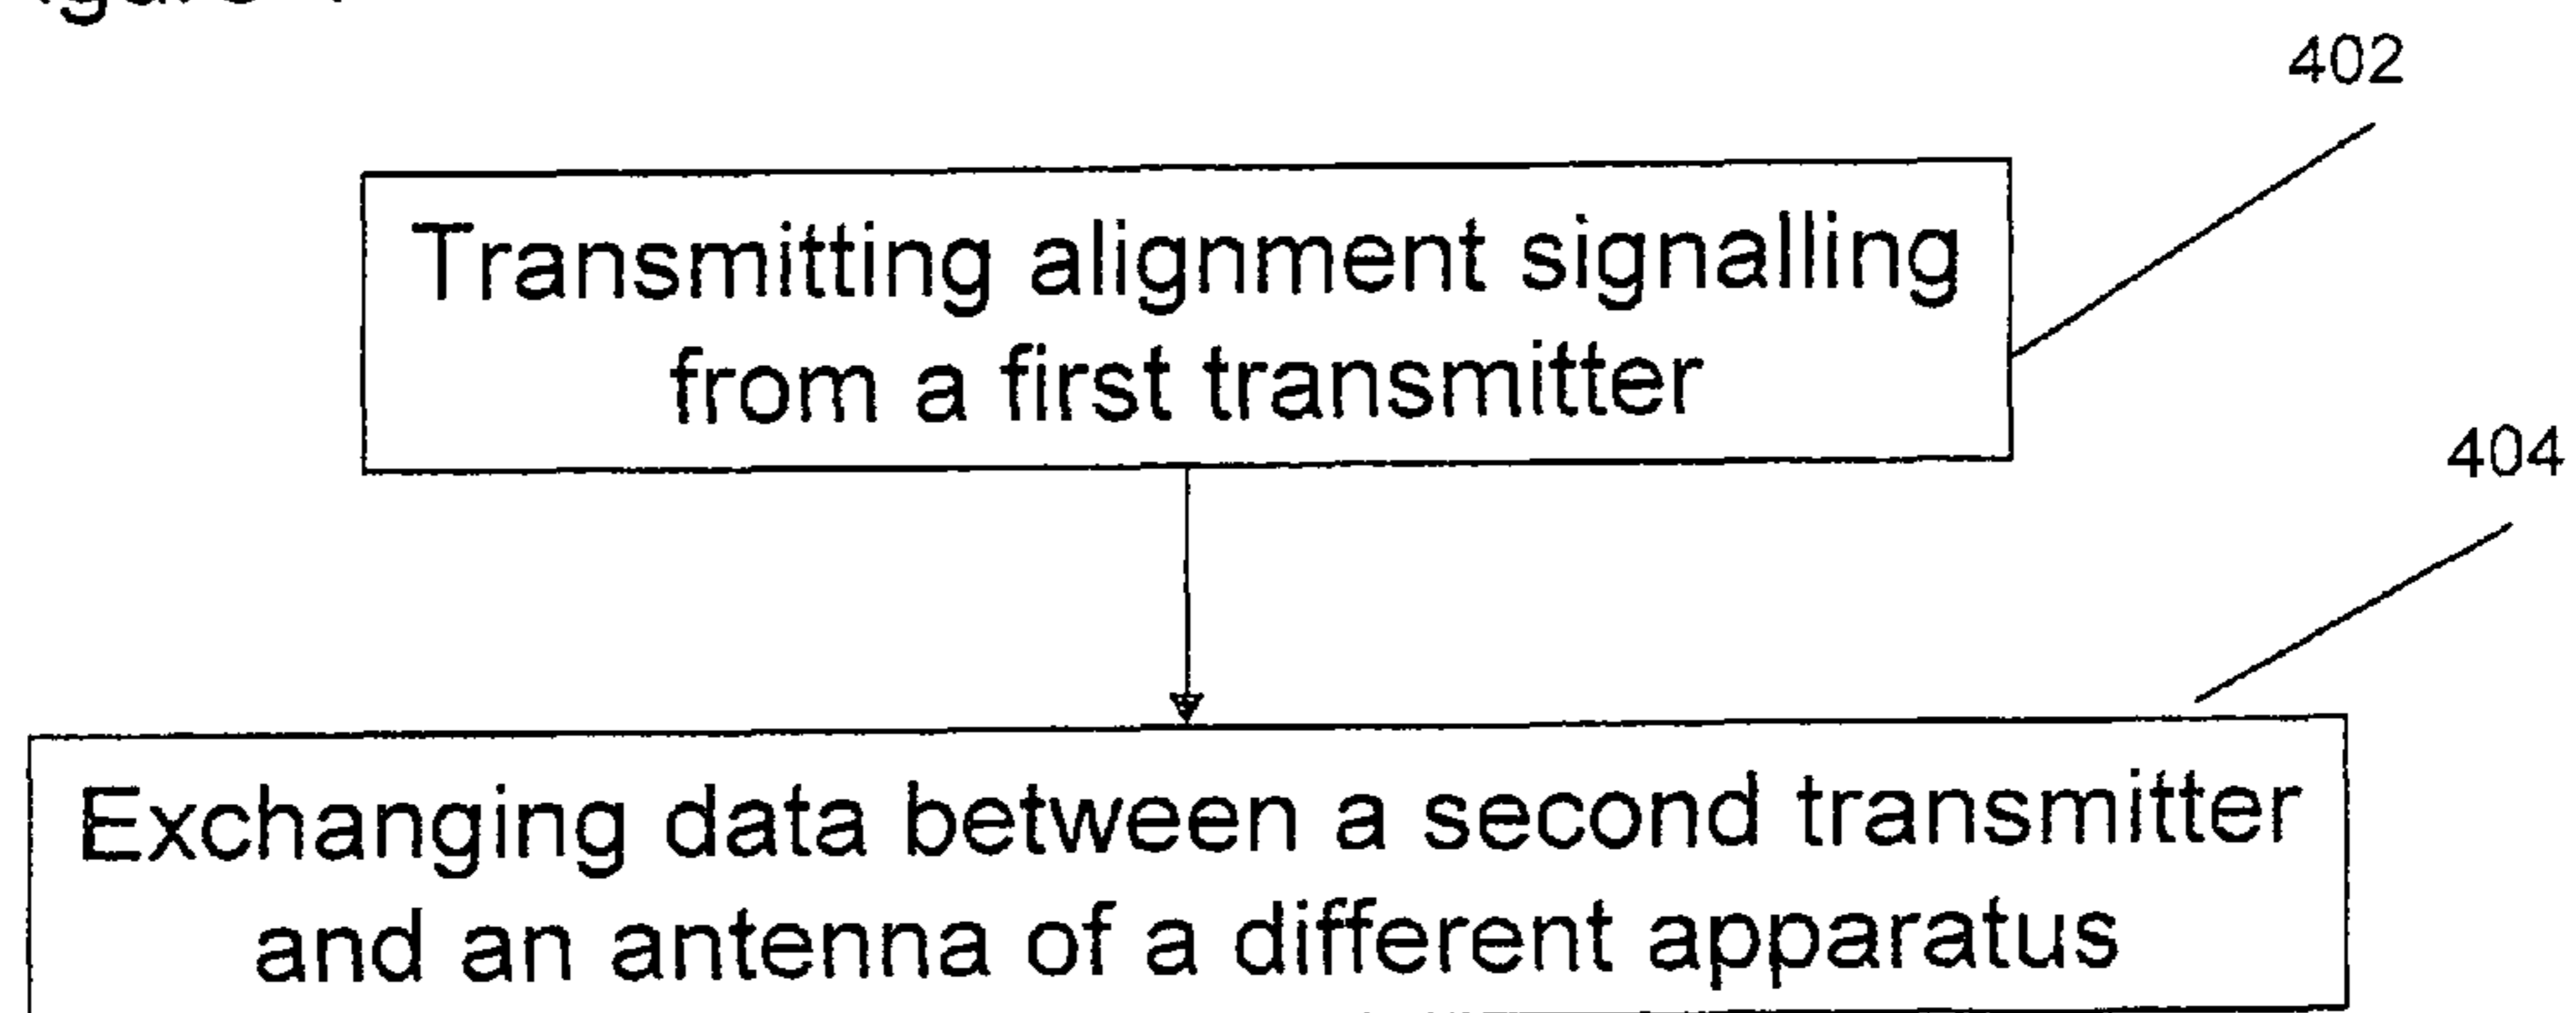 402
Transmitting alignment signalling
from a first transmitter
404
Exchanging data between a second transmitter
and an antenna of a different apparatus